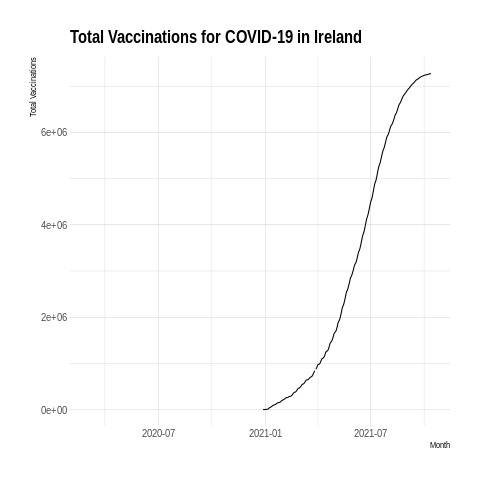 Total Vaccinations for COVID-19 in Ireland
Total Vaccinations
6e+06
4e+06
2e+06
0e+00
2020-07
2021-01
2021-07
Month